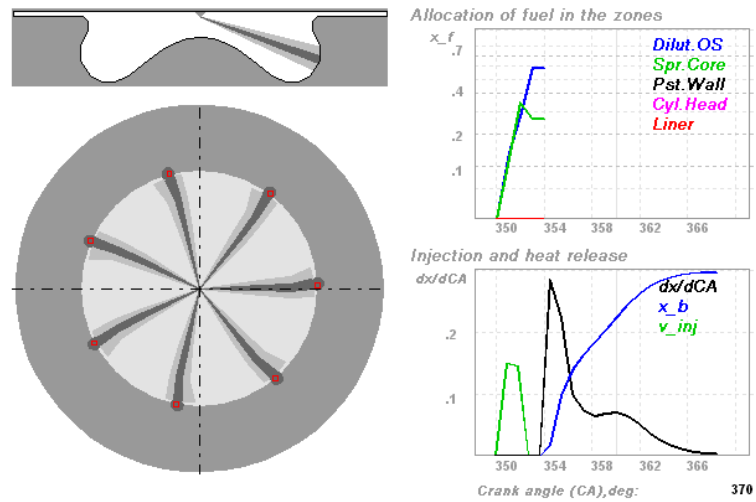 Allocation of fuel in the zones
x_f
.7
.4
.2
.1
Dilut.OS
Spr.Core
Pst.Wall
Cyl.Head
Liner
350 354 358 362 366
Injection and heat release
dx/dCA
.2
.1
dx/dCA
x_b
v_inj
350 354 358 362 366
Crank angle (CA),deg: 370